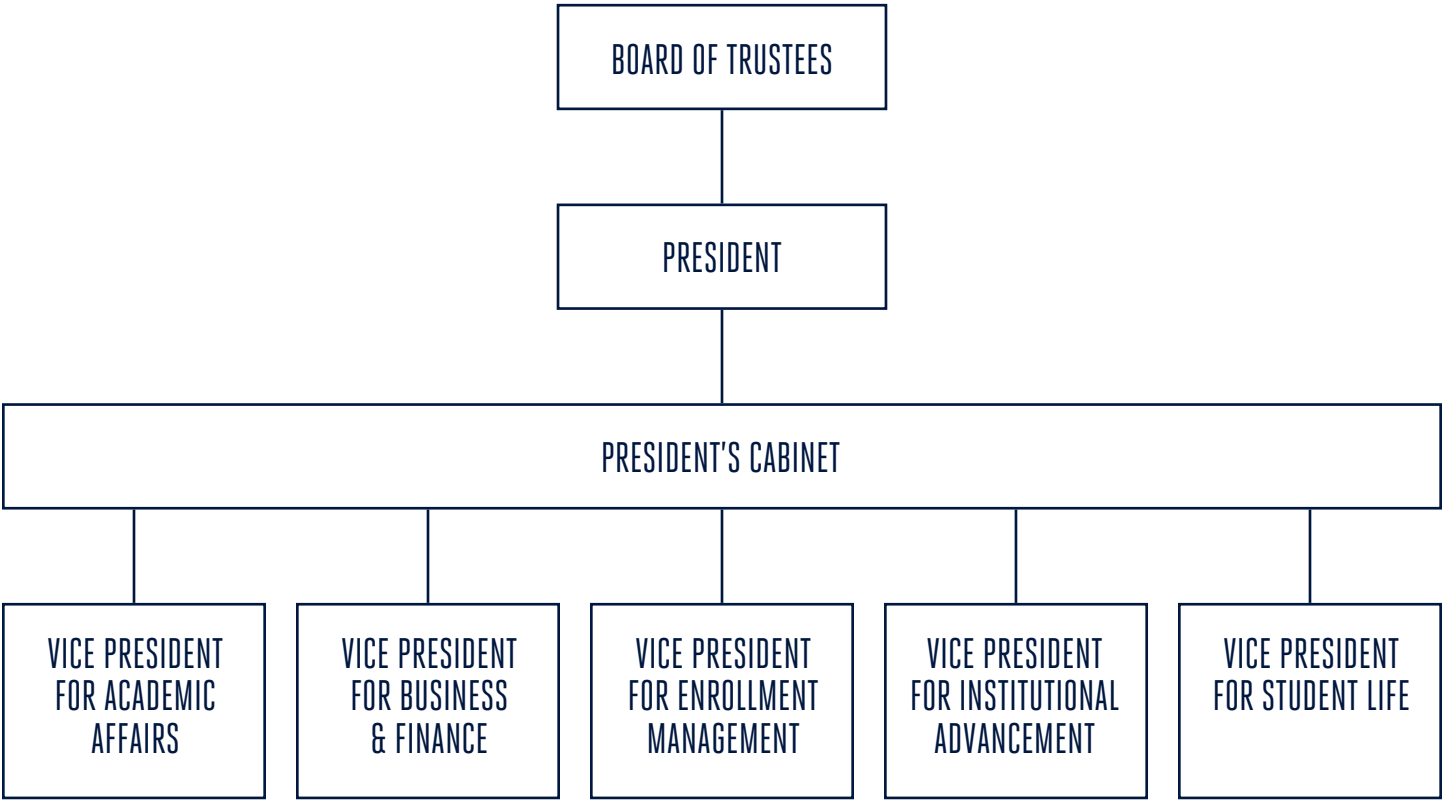 BOARD OF TRUSTEES
PRESIDENT
PRESIDENT'S CABINET
VICE PRESIDENT
FOR ACADEMIC
AFFAIRS
VICE PRESIDENT
FOR BUSINESS
& FINANCE
VICE PRESIDENT
FOR ENROLLMENT
MANAGEMENT
VICE PRESIDENT
FOR INSTITUTIONAL
ADVANCEMENT
VICE PRESIDENT
FOR STUDENT LIFE